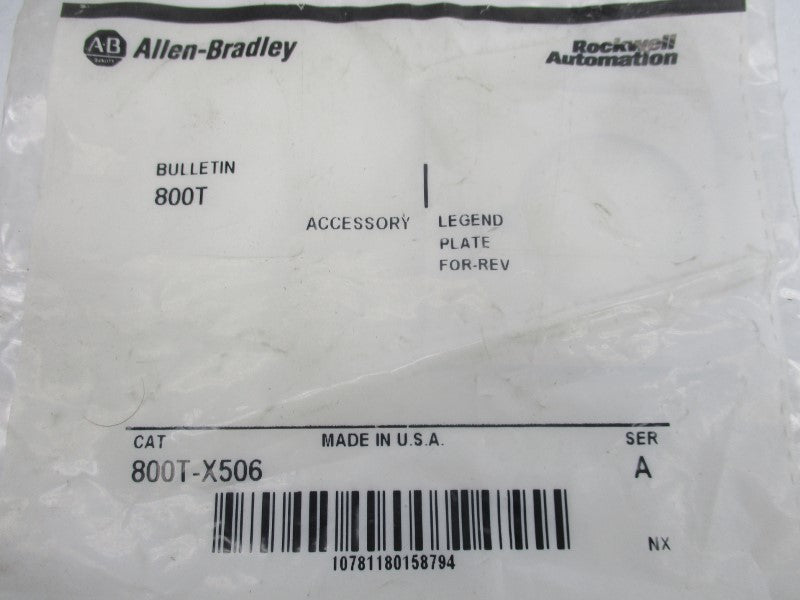 A-B
QUALITY
Allen-Bradley
Rockwell
Automation
BULLETIN
800T
ACCESSORY
LEGEND
PLATE
FOR-REV
CAT
MADE IN U.S.A.
SER
800T-X506
A
10781180158794
NX